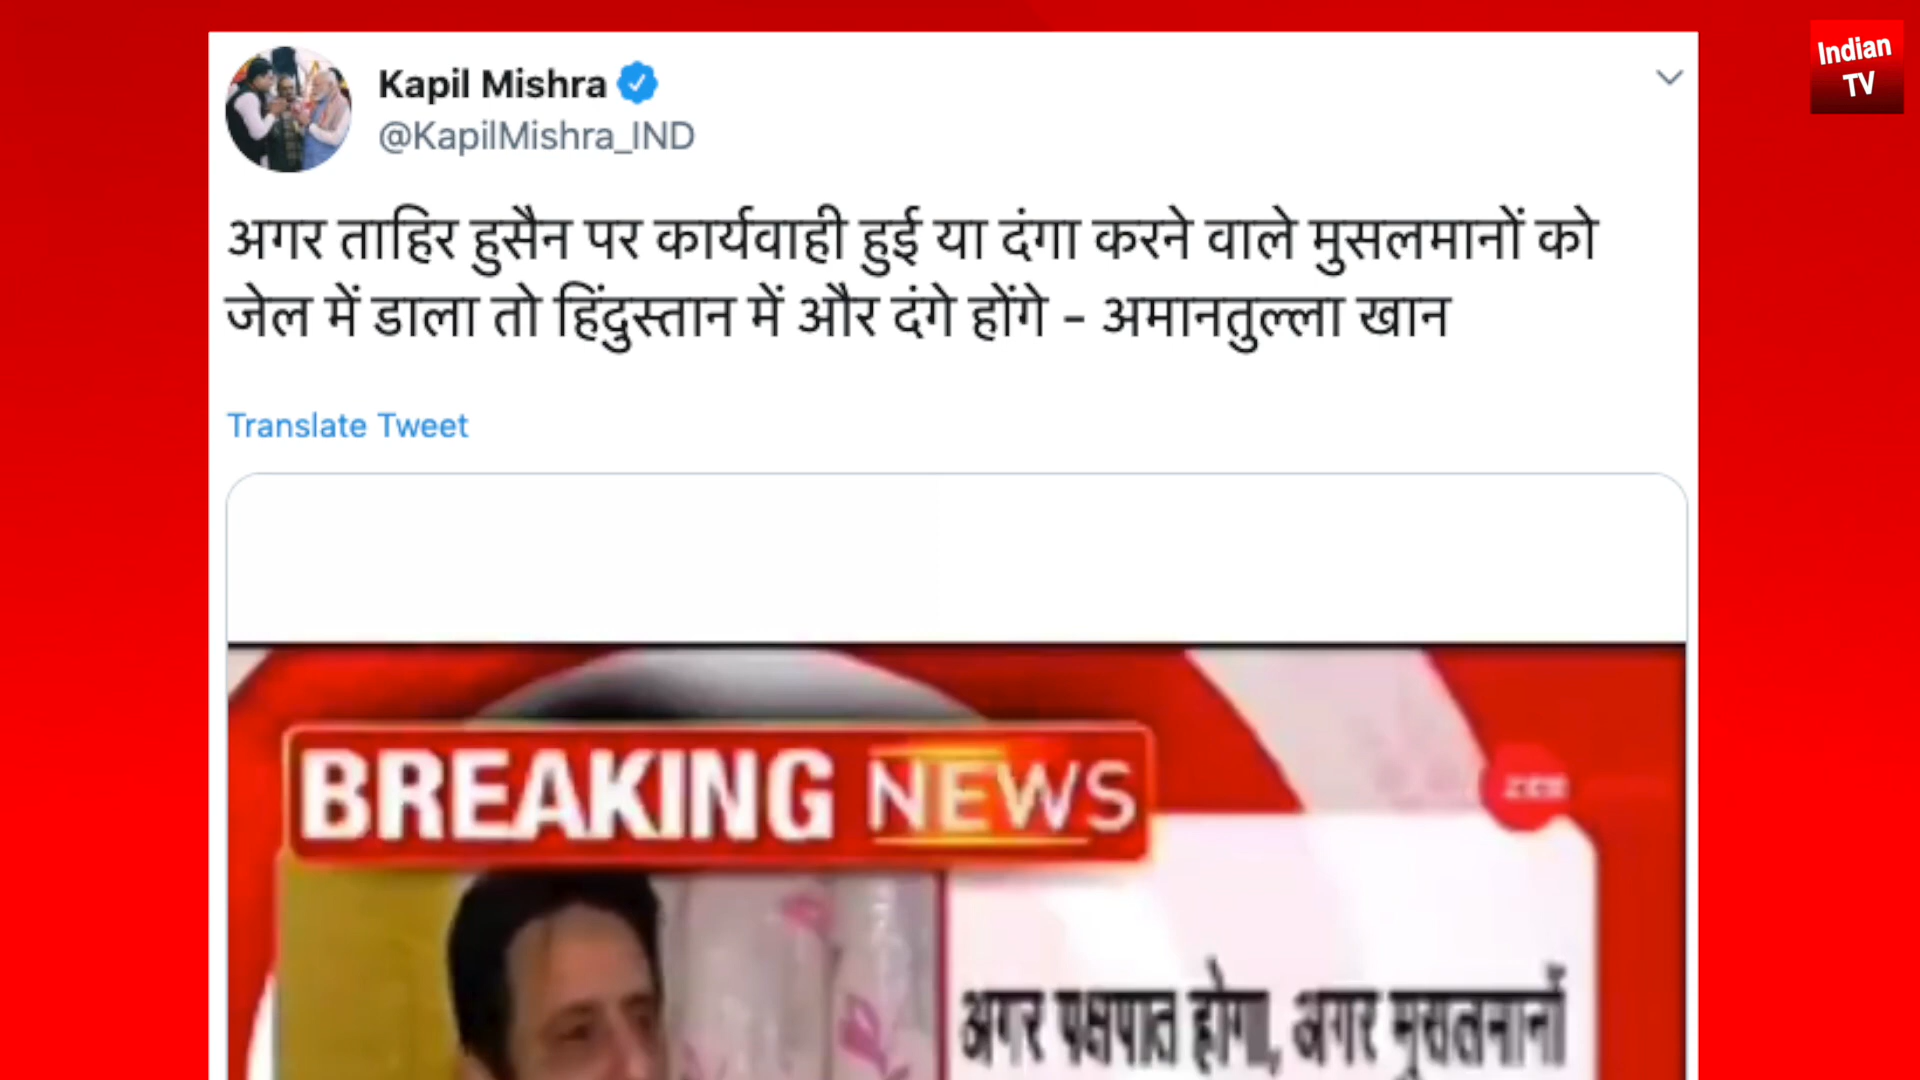 Indian
TV
Kapil Mishra
@KapilMishra_IND
अगर ताहिर हुसैन पर कार्यवाही हुई या दंगा करने वाले मुसलमानों को
जेल में डाला तो हिंदुस्तान में और दंगे होंगे - अमानतुल्ला खान
Translate Tweet
BREAKING NEWS
अगर पक्षपात होगा, अगर मुसलमानों